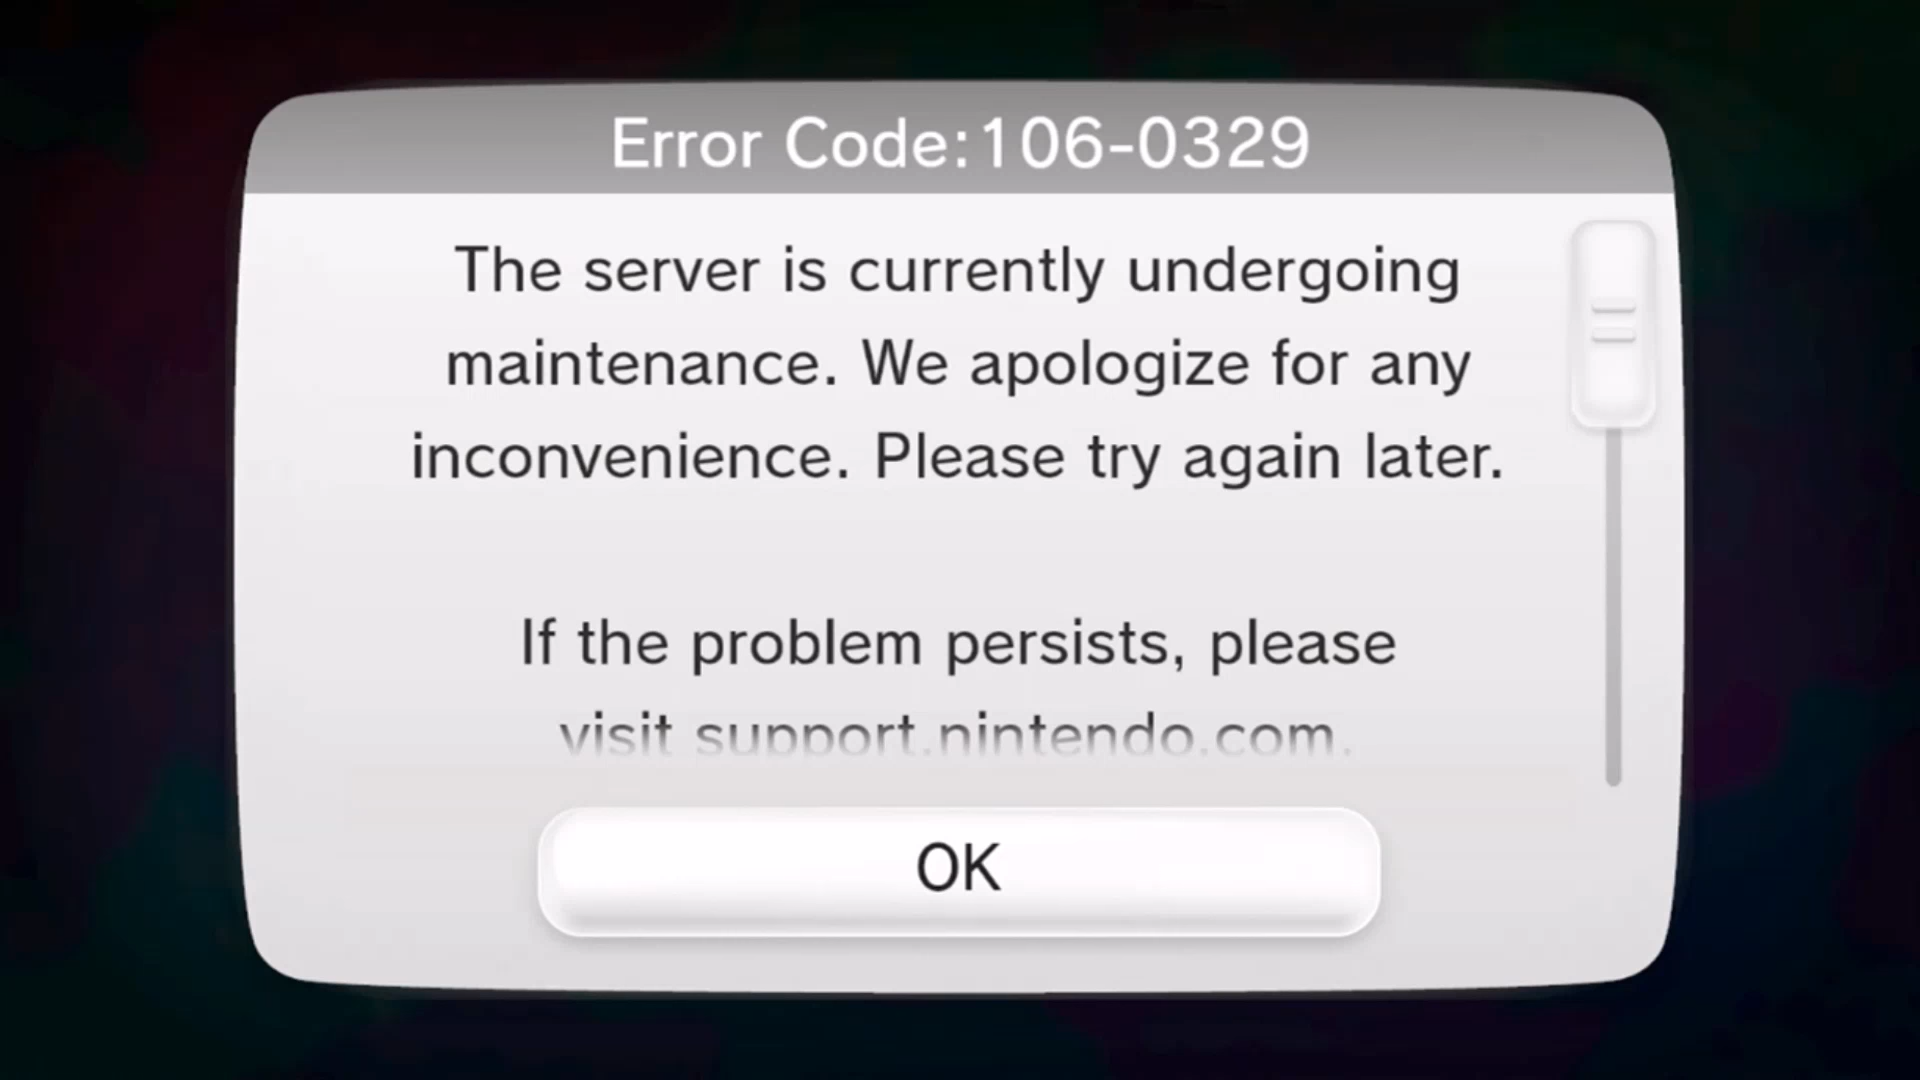 Error Code:106-0329
The server is currently undergoing
maintenance. We apologize for any
inconvenience. Please try again later.
If the problem persists, please
visit support.nintendo.com.
OK